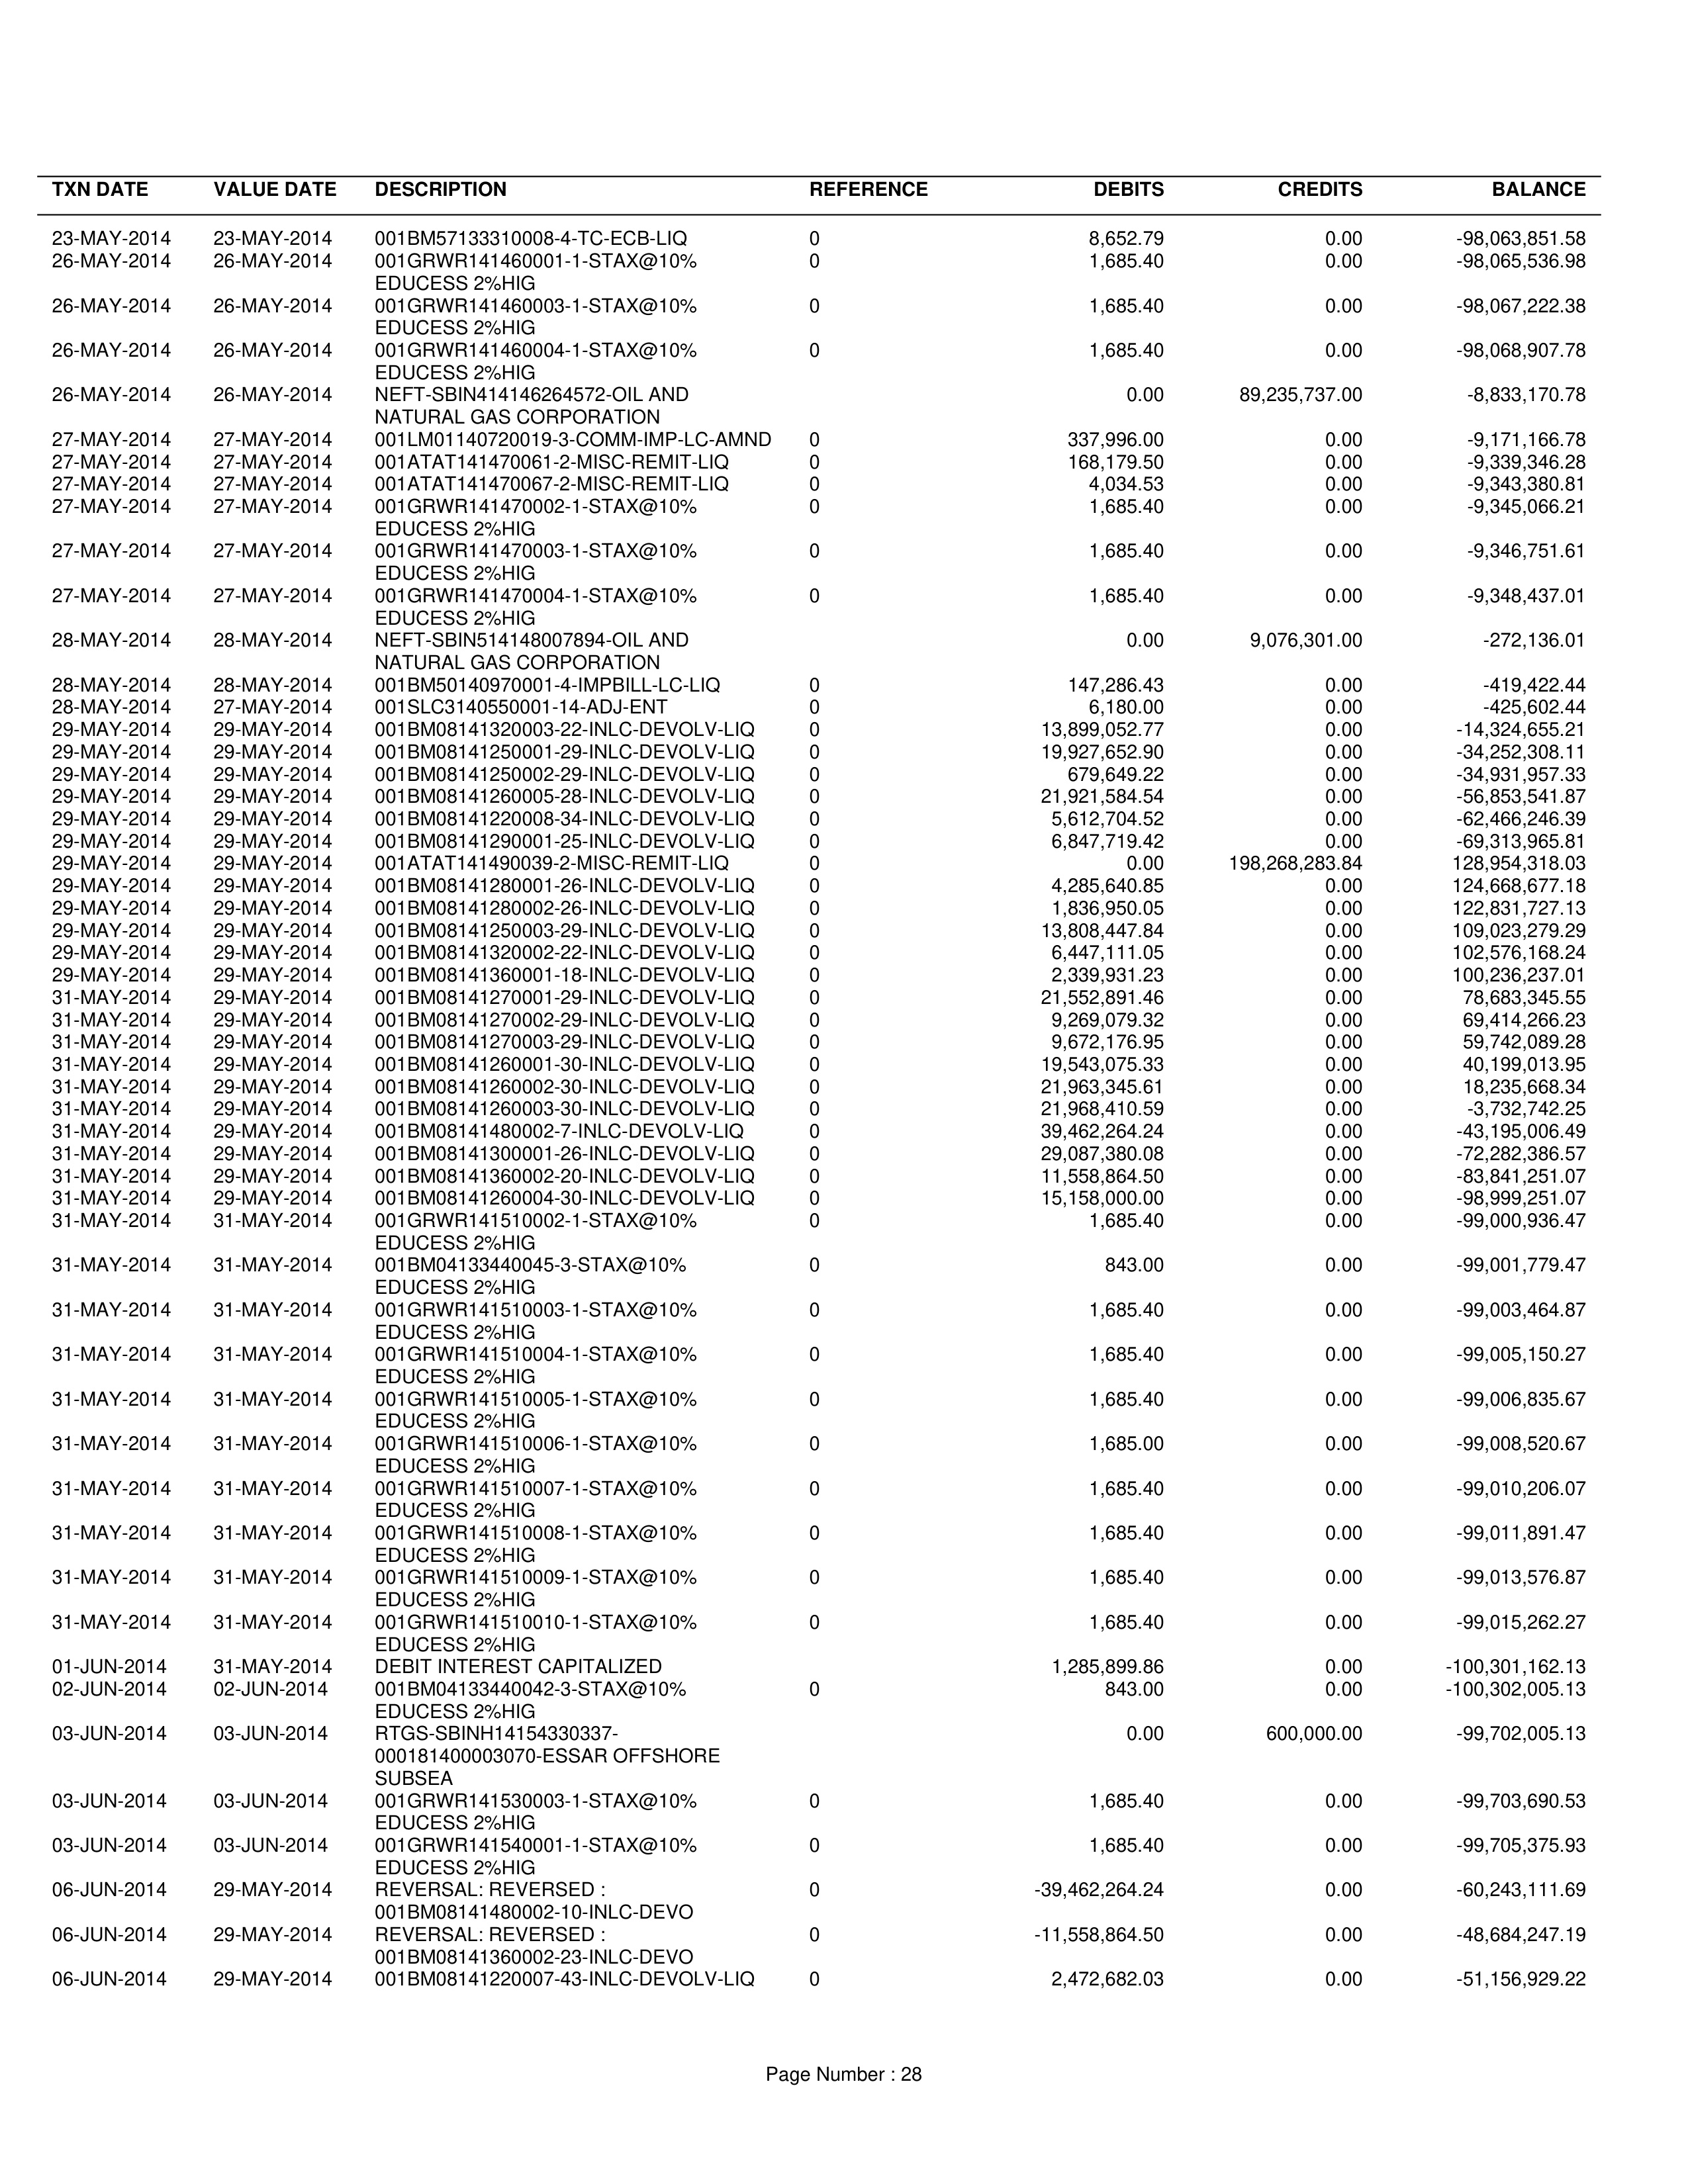 TXN DATE VALUE DATE DESCRIPTION REFERENCE DEBITS CREDITS BALANCE
23-MAY-2014 23-MAY-2014 001BM57133310008-4-TC-ECB-LIQ 0 8,652.79 0.00 -98,063,851.58
26-MAY-2014 26-MAY-2014 001GRWR141460001-1-STAX@10% 0 1,685.40 0.00 -98,065,536.98
EDUCESS 2%HIG
26-MAY-2014 26-MAY-2014 001GRWR141460003-1-STAX@10% 0 1,685.40 0.00 -98,067,222.38
EDUCESS 2%HIG
26-MAY-2014 26-MAY-2014 001GRWR141460004-1-STAX@10% 0 1,685.40 0.00 -98,068,907.78
EDUCESS 2%HIG
26-MAY-2014 26-MAY-2014 NEFT-SBIN414146264572-OIL AND 0.00 89,235,737.00 -8,833,170.78
NATURAL GAS CORPORATION
27-MAY-2014 27-MAY-2014 001LM01140720019-3-COMM-IMP-LC-AMND 0 337,996.00 0.00 -9,171,166.78
27-MAY-2014 27-MAY-2014 001ATAT141470061-2-MISC-REMIT-LIQ 0 168,179.50 0.00 -9,339,346.28
27-MAY-2014 27-MAY-2014 001ATAT141470067-2-MISC-REMIT-LIQ 0 4,034.53 0.00 -9,343,380.81
27-MAY-2014 27-MAY-2014 001GRWR141470002-1-STAX@10% 0 1,685.40 0.00 -9,345,066.21
EDUCESS 2%HIG
27-MAY-2014 27-MAY-2014 001GRWR141470003-1-STAX@10% 0 1,685.40 0.00 -9,346,751.61
EDUCESS 2%HIG
27-MAY-2014 27-MAY-2014 001GRWR141470004-1-STAX@10% 0 1,685.40 0.00 -9,348,437.01
EDUCESS 2%HIG
28-MAY-2014 28-MAY-2014 NEFT-SBIN514148007894-OIL AND 0.00 9,076,301.00 -272,136.01
NATURAL GAS CORPORATION
28-MAY-2014 28-MAY-2014 001BM50140970001-4-IMPBILL-LC-LIQ 0 147,286.43 0.00 -419,422.44
28-MAY-2014 27-MAY-2014 001SLC3140550001-14-ADJ-ENT 0 6,180.00 0.00 -425,602.44
29-MAY-2014 29-MAY-2014 001BM08141320003-22-INLC-DEVOLV-LIQ 0 13,899,052.77 0.00 -14,324,655.21
29-MAY-2014 29-MAY-2014 001BM08141250001-29-INLC-DEVOLV-LIQ 0 19,927,652.90 0.00 -34,252,308.11
29-MAY-2014 29-MAY-2014 001BM08141250002-29-INLC-DEVOLV-LIQ 0 679,649.22 0.00 -34,931,957.33
29-MAY-2014 29-MAY-2014 001BM08141260005-28-INLC-DEVOLV-LIQ 0 21,921,584.54 0.00 -56,853,541.87
29-MAY-2014 29-MAY-2014 001BM08141220008-34-INLC-DEVOLV-LIQ 0 5,612,704.52 0.00 -62,466,246.39
29-MAY-2014 29-MAY-2014 001BM08141290001-25-INLC-DEVOLV-LIQ 0 6,847,719.42 0.00 -69,313,965.81
29-MAY-2014 29-MAY-2014 001ATAT141490039-2-MISC-REMIT-LIQ 0 0.00 198,268,283.84 128,954,318.03
29-MAY-2014 29-MAY-2014 001BM08141280001-26-INLC-DEVOLV-LIQ 0 4,285,640.85 0.00 124,668,677.18
29-MAY-2014 29-MAY-2014 001BM08141280002-26-INLC-DEVOLV-LIQ 0 1,836,950.05 0.00 122,831,727.13
29-MAY-2014 29-MAY-2014 001BM08141250003-29-INLC-DEVOLV-LIQ 0 13,808,447.84 0.00 109,023,279.29
29-MAY-2014 29-MAY-2014 001BM08141320002-22-INLC-DEVOLV-LIQ 0 6,447,111.05 0.00 102,576,168.24
29-MAY-2014 29-MAY-2014 001BM08141360001-18-INLC-DEVOLV-LIQ 0 2,339,931.23 0.00 100,236,237.01
31-MAY-2014 29-MAY-2014 001BM08141270001-29-INLC-DEVOLV-LIQ 0 21,552,891.46 0.00 78,683,345.55
31-MAY-2014 29-MAY-2014 001BM08141270002-29-INLC-DEVOLV-LIQ 0 9,269,079.32 0.00 69,414,266.23
31-MAY-2014 29-MAY-2014 001BM08141270003-29-INLC-DEVOLV-LIQ 0 9,672,176.95 0.00 59,742,089.28
31-MAY-2014 29-MAY-2014 001BM08141260001-30-INLC-DEVOLV-LIQ 0 19,543,075.33 0.00 40,199,013.95
31-MAY-2014 29-MAY-2014 001BM08141260002-30-INLC-DEVOLV-LIQ 0 21,963,345.61 0.00 18,235,668.34
31-MAY-2014 29-MAY-2014 001BM08141260003-30-INLC-DEVOLV-LIQ 0 21,968,410.59 0.00 -3,732,742.25
31-MAY-2014 29-MAY-2014 001BM08141480002-7-INLC-DEVOLV-LIQ 0 39,462,264.24 0.00 -43,195,006.49
31-MAY-2014 29-MAY-2014 001BM08141300001-26-INLC-DEVOLV-LIQ 0 29,087,380.08 0.00 -72,282,386.57
31-MAY-2014 29-MAY-2014 001BM08141360002-20-INLC-DEVOLV-LIQ 0 11,558,864.50 0.00 -83,841,251.07
31-MAY-2014 29-MAY-2014 001BM08141260004-30-INLC-DEVOLV-LIQ 0 15,158,000.00 0.00 -98,999,251.07
31-MAY-2014 31-MAY-2014 001GRWR141510002-1-STAX@10% 0 1,685.40 0.00 -99,000,936.47
EDUCESS 2%HIG
31-MAY-2014 31-MAY-2014 001BM04133440045-3-STAX@10% 0 843.00 0.00 -99,001,779.47
EDUCESS 2%HIG
31-MAY-2014 31-MAY-2014 001GRWR141510003-1-STAX@10% 0 1,685.40 0.00 -99,003,464.87
EDUCESS 2%HIG
31-MAY-2014 31-MAY-2014 001GRWR141510004-1-STAX@10% 0 1,685.40 0.00 -99,005,150.27
EDUCESS 2%HIG
31-MAY-2014 31-MAY-2014 001GRWR141510005-1-STAX@10% 0 1,685.40 0.00 -99,006,835.67
EDUCESS 2%HIG
31-MAY-2014 31-MAY-2014 001GRWR141510006-1-STAX@10% 0 1,685.00 0.00 -99,008,520.67
EDUCESS 2%HIG
31-MAY-2014 31-MAY-2014 001GRWR141510007-1-STAX@10% 0 1,685.40 0.00 -99,010,206.07
EDUCESS 2%HIG
31-MAY-2014 31-MAY-2014 001GRWR141510008-1-STAX@10% 0 1,685.40 0.00 -99,011,891.47
EDUCESS 2%HIG
31-MAY-2014 31-MAY-2014 001GRWR141510009-1-STAX@10% 0 1,685.40 0.00 -99,013,576.87
EDUCESS 2%HIG
31-MAY-2014 31-MAY-2014 001GRWR141510010-1-STAX@10% 0 1,685.40 0.00 -99,015,262.27
EDUCESS 2%HIG
01-JUN-2014 31-MAY-2014 DEBIT INTEREST CAPITALIZED 1,285,899.86 0.00 -100,301,162.13
02-JUN-2014 02-JUN-2014 001BM04133440042-3-STAX@10% 0 843.00 0.00 -100,302,005.13
EDUCESS 2%HIG
03-JUN-2014 03-JUN-2014 RTGS-SBINH14154330337- 0.00 600,000.00 -99,702,005.13
000181400003070-ESSAR OFFSHORE
SUBSEA
03-JUN-2014 03-JUN-2014 001GRWR141530003-1-STAX@10% 0 1,685.40 0.00 -99,703,690.53
EDUCESS 2%HIG
03-JUN-2014 03-JUN-2014 001GRWR141540001-1-STAX@10% 0 1,685.40 0.00 -99,705,375.93
EDUCESS 2%HIG
06-JUN-2014 29-MAY-2014 REVERSAL: REVERSED : 0 -39,462,264.24 0.00 -60,243,111.69
001BM08141480002-10-INLC-DEVO
06-JUN-2014 29-MAY-2014 REVERSAL: REVERSED : 0 -11,558,864.50 0.00 -48,684,247.19
001BM08141360002-23-INLC-DEVO
06-JUN-2014 29-MAY-2014 001BM08141220007-43-INLC-DEVOLV-LIQ 0 2,472,682.03 0.00 -51,156,929.22
Page Number : 28